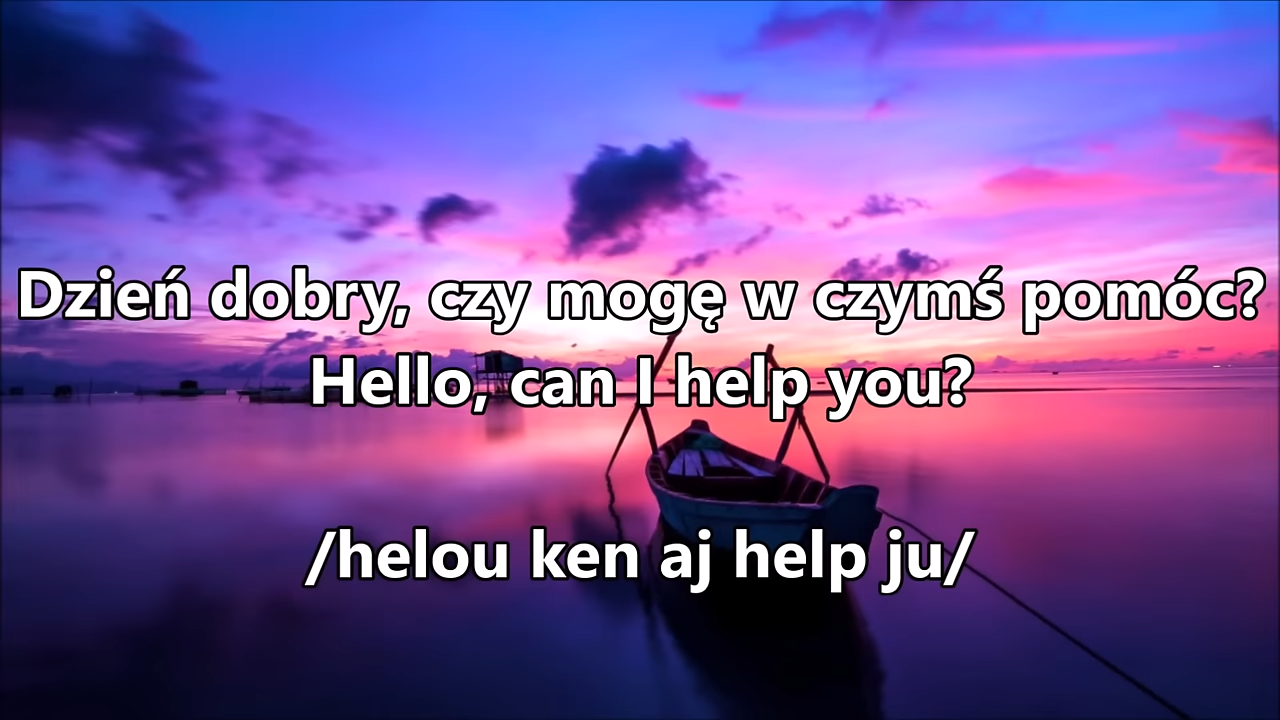 Dzień dobry, czy mogę w czymś pomóc?
Hello, can I help you?
/helou ken aj help ju/